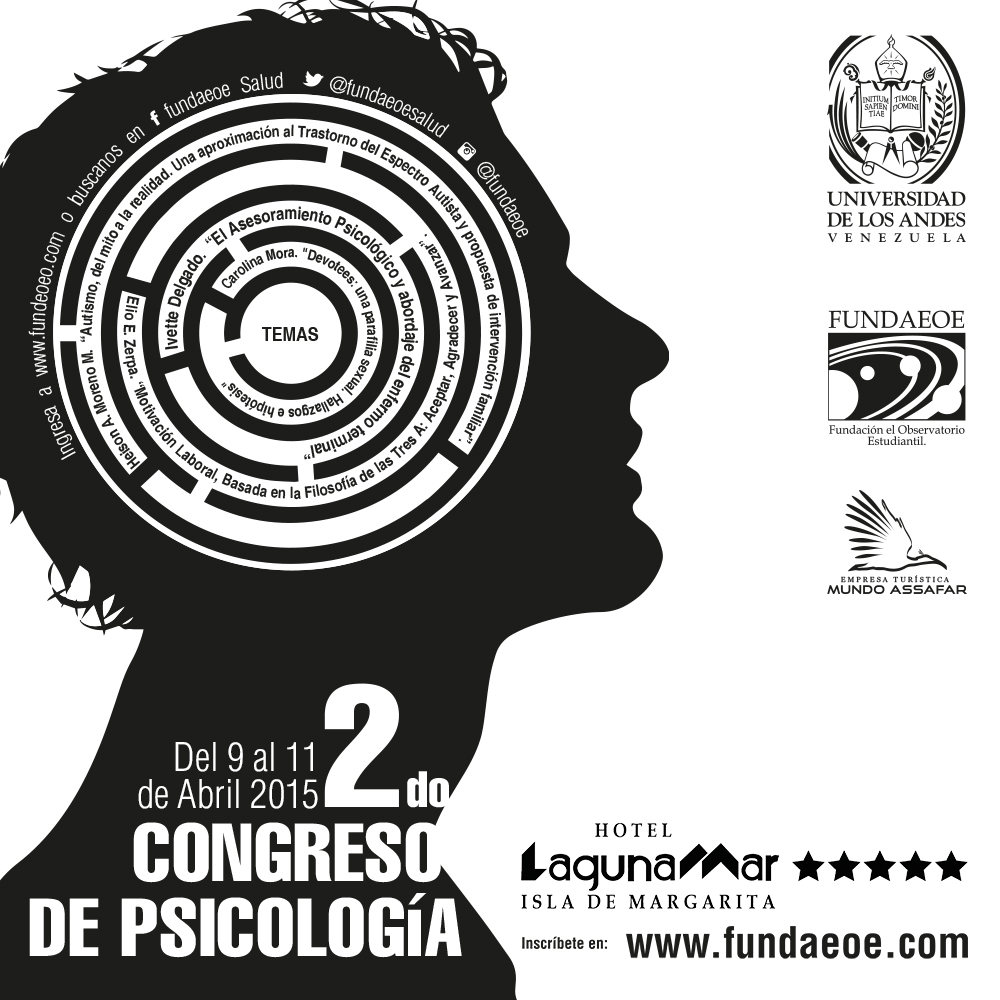 Ingresa a www.fundeoeo.com o buscanos en f fundaeoe Salud @fundaeoesalud @fundaeoe
Heison A. Moreno M. "Autismo, del mito a la realidad. Una aproximación al Trastorno del Espectro Autista y propuesta de intervención familiar".
Elio E. Zerpa. "Motivación Laboral, Basada en la Filosofía de las Tres 'A': Aceptar, Agradecer y Avanzar".
Ivette Delgado. "El Asesoramiento Psicológico y abordaje del enfermo terminal"
Carolina Mora. "Devotees: una parafilia sexual. Hallazgos e hipótesis"
TEMAS
INITIUM
SAPIEN
TIAE
TIMOR
DOMINI
UNIVERSIDAD
DE LOS ANDES
VENEZUELA
FUNDAEOE
Fundación el Observatorio
Estudiantil.
EMPRESA TURÍSTICA
MUNDO ASSAFAR
Del 9 al 11
de Abril 2015
2do
CONGRESO
DE PSICOLOGÍA
HOTEL
LagunaMar
ISLA DE MARGARITA
Inscríbete en: www.fundaeoe.com